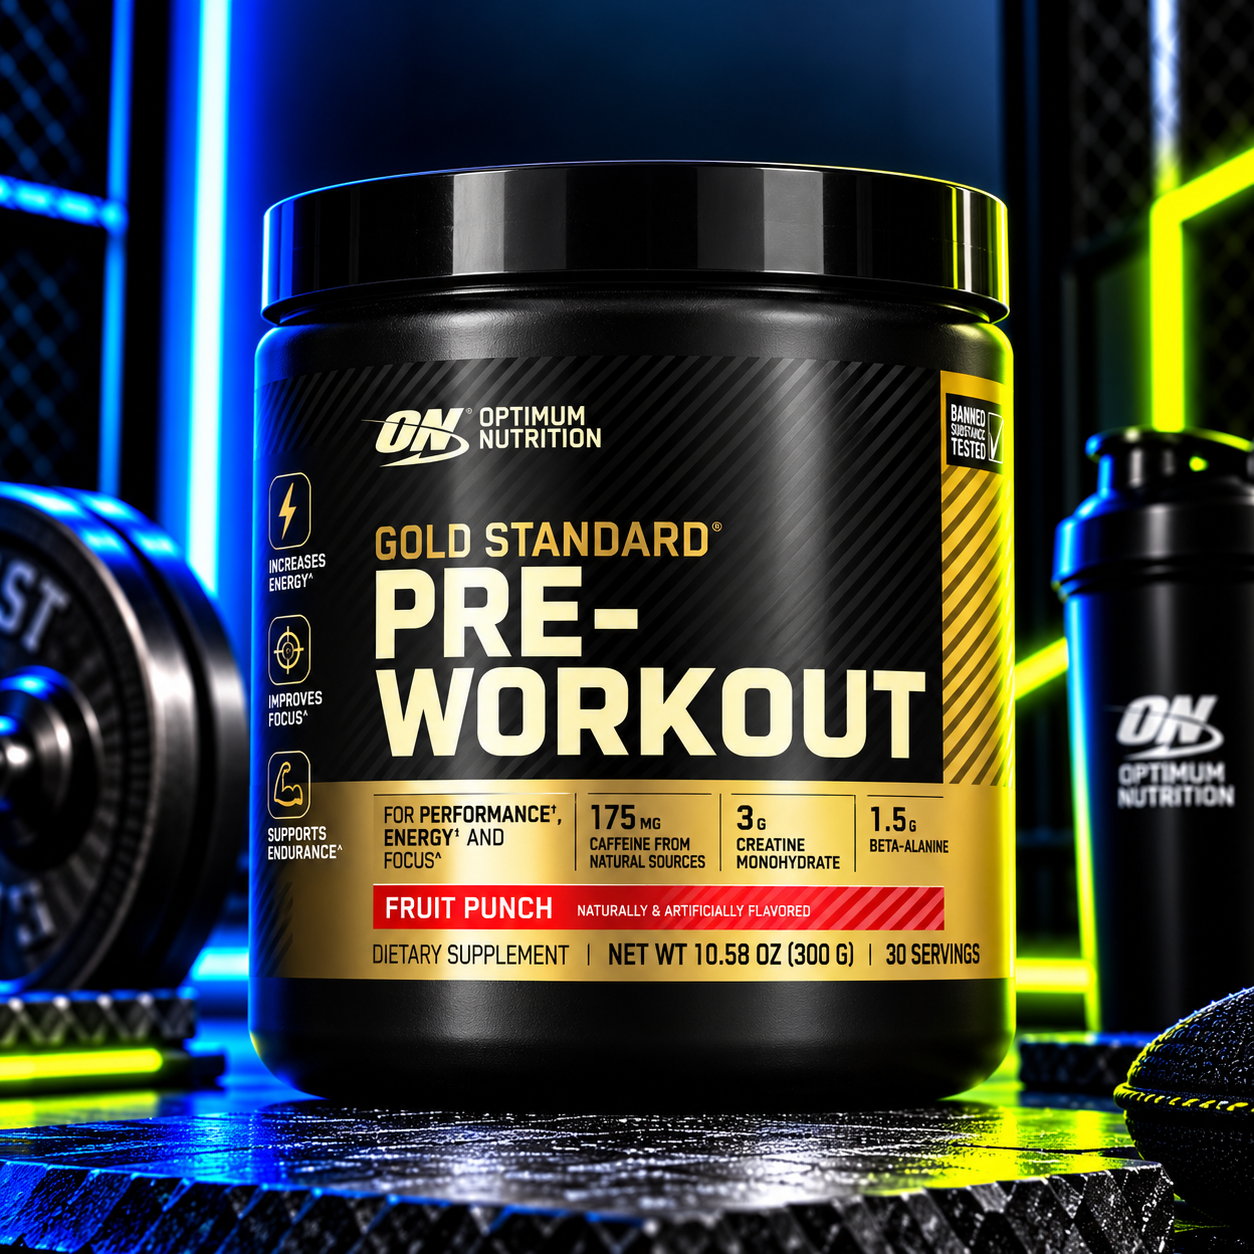 ON® OPTIMUM
NUTRITION
BANNED
SUBSTANCE
TESTED
GOLD STANDARD®
PRE-
WORKOUT
INCREASES
ENERGY^
IMPROVES
FOCUS^
SUPPORTS
ENDURANCE^
FOR PERFORMANCE†,
ENERGY‡ AND
FOCUS^
175 MG
CAFFEINE FROM
NATURAL SOURCES
3 G
CREATINE
MONOHYDRATE
1.5 G
BETA-ALANINE
FRUIT PUNCH NATURALLY & ARTIFICIALLY FLAVORED
DIETARY SUPPLEMENT | NET WT 10.58 OZ (300 G) | 30 SERVINGS
ON
OPTIMUM
NUTRITION